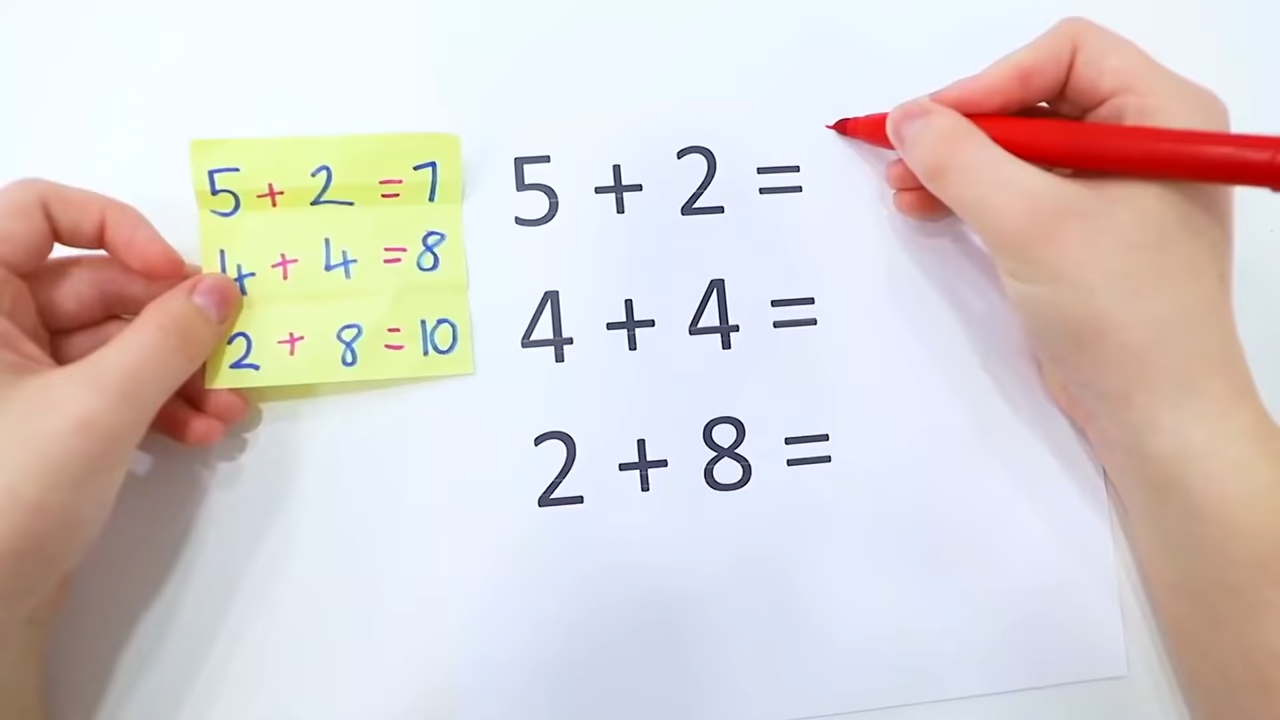 5 + 2 = 7
4 + 4 = 8
2 + 8 = 10
5 + 2 =
4 + 4 =
2 + 8 =